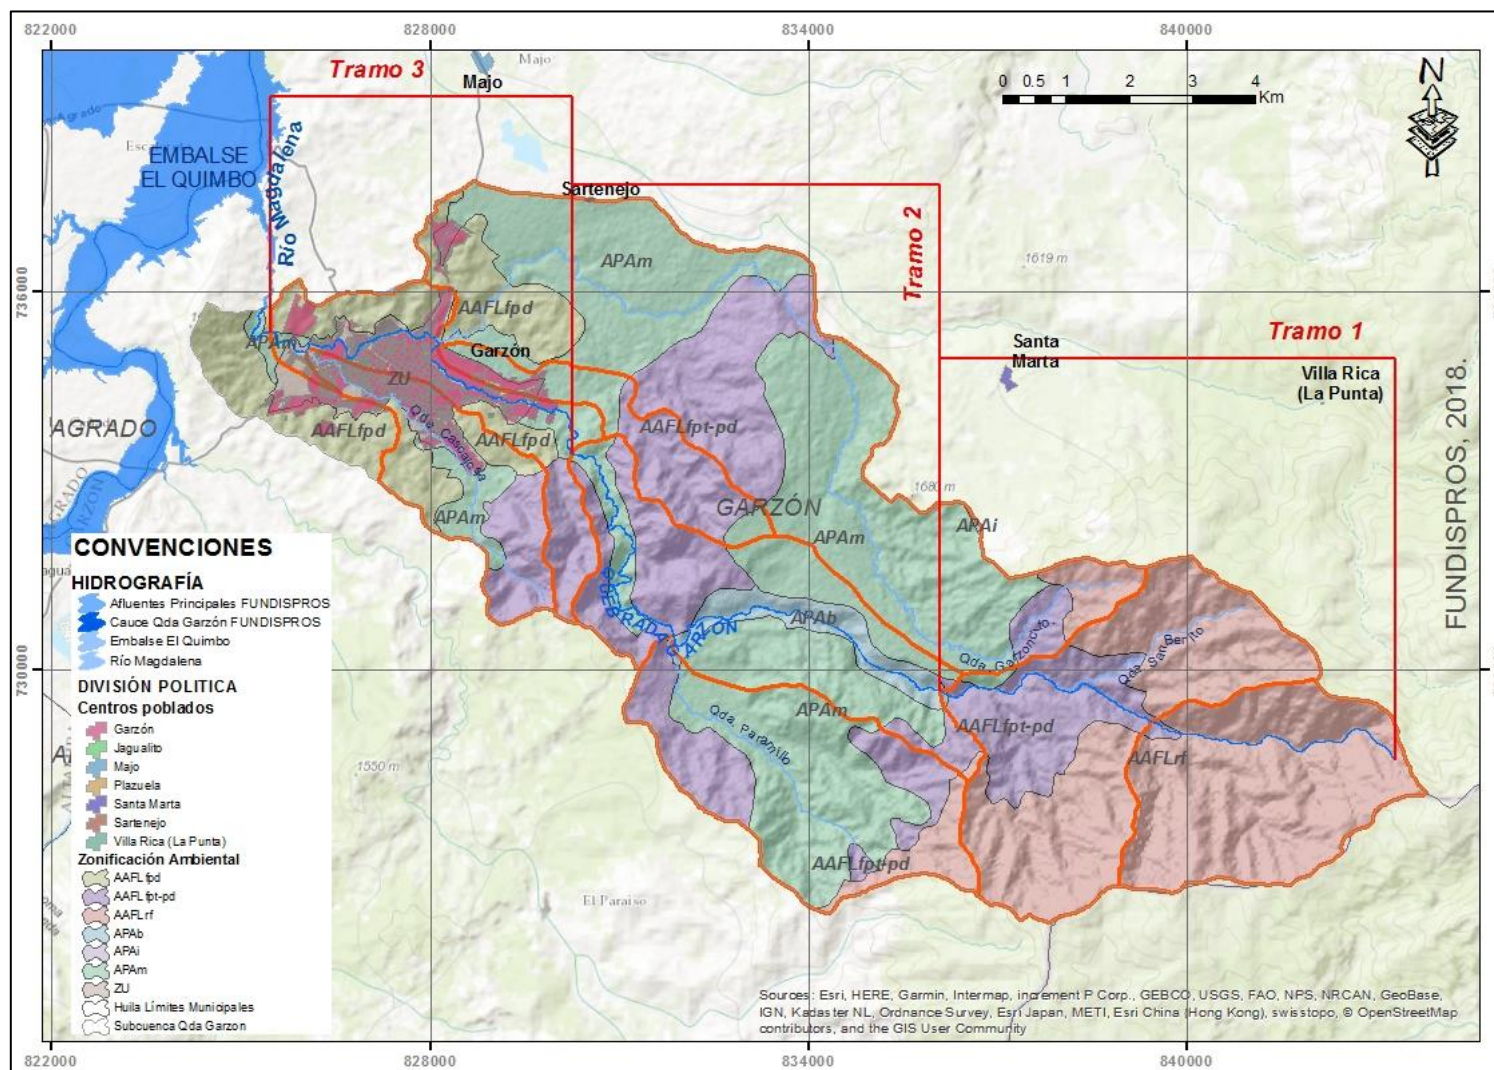 822000
828000
834000
840000
Tramo 3
Majo
Majo
0 0.5 1 2 3 4
Km
N
EMBALSE
EL QUIMBO
Río Magdalena
Sartenejo
Tramo 2
APAm
1619 m
736000
AAFLfpd
Tramo 1
APAm
Garzón
Santa
Marta
Villa Rica
(La Punta)
ZU
FUNDISPROS, 2018.
AGRADO
AAFLfpd
Qda. Cascajosa
AAFLfpd
AAFLfpt-pd
AGRADO
GARZÓN
1680 m
GARZÓN
APAm
APAm
APAi
QUEBRADA GARZÓN
APAb
Qda. Garzoncito
Qda. San Benito
730000
Qda. Paramillo
APAm
AAFLfpt-pd
AAFLrf
1550 m
AAFLfpt-pd
El Paraiso
CONVENCIONES
HIDROGRAFÍA
Afluentes Principales FUNDISPROS
Cauce Qda Garzón FUNDISPROS
Embalse El Quimbo
Río Magdalena
DIVISIÓN POLITICA
Centros poblados
Garzón
Jagualito
Majo
Plazuela
Santa Marta
Sartenejo
Villa Rica (La Punta)
Zonificación Ambiental
AAFLfpd
AAFLfpt-pd
AAFLrf
APAb
APAi
APAm
ZU
Huila Límites Municipales
Subcuenca Qda Garzon
Sources: Esri, HERE, Garmin, Intermap, increment P Corp., GEBCO, USGS, FAO, NPS, NRCAN, GeoBase,
IGN, Kadaster NL, Ordnance Survey, Esri Japan, METI, Esri China (Hong Kong), swisstopo, © OpenStreetMap
contributors, and the GIS User Community
822000
828000
834000
840000